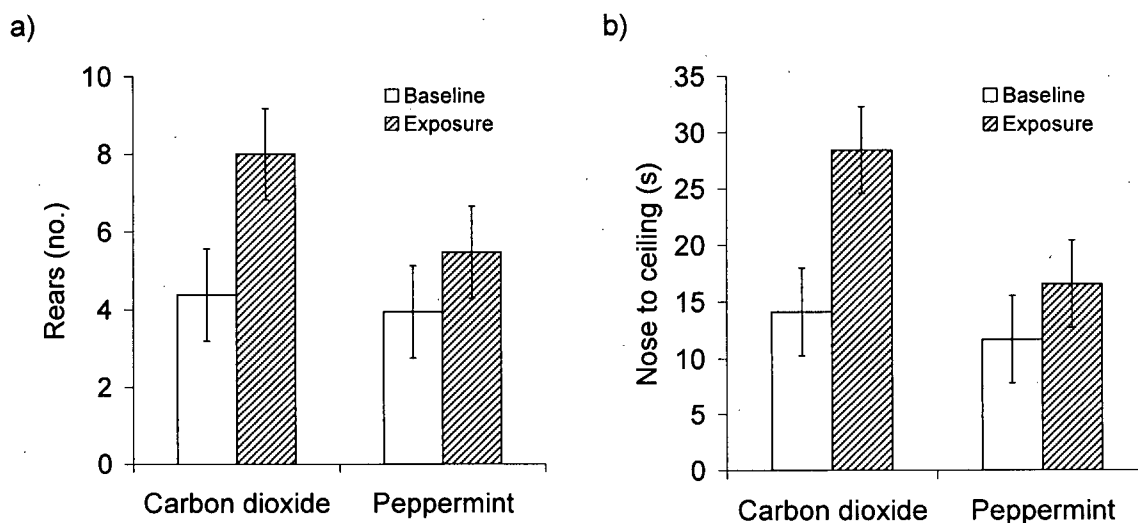 a)
Rears (no.)
10
8
6
4
2
0
Baseline
Exposure
Carbon dioxide
Peppermint
b)
Nose to ceiling (s)
35
30
25
20
15
10
5
0
Baseline
Exposure
Carbon dioxide
Peppermint